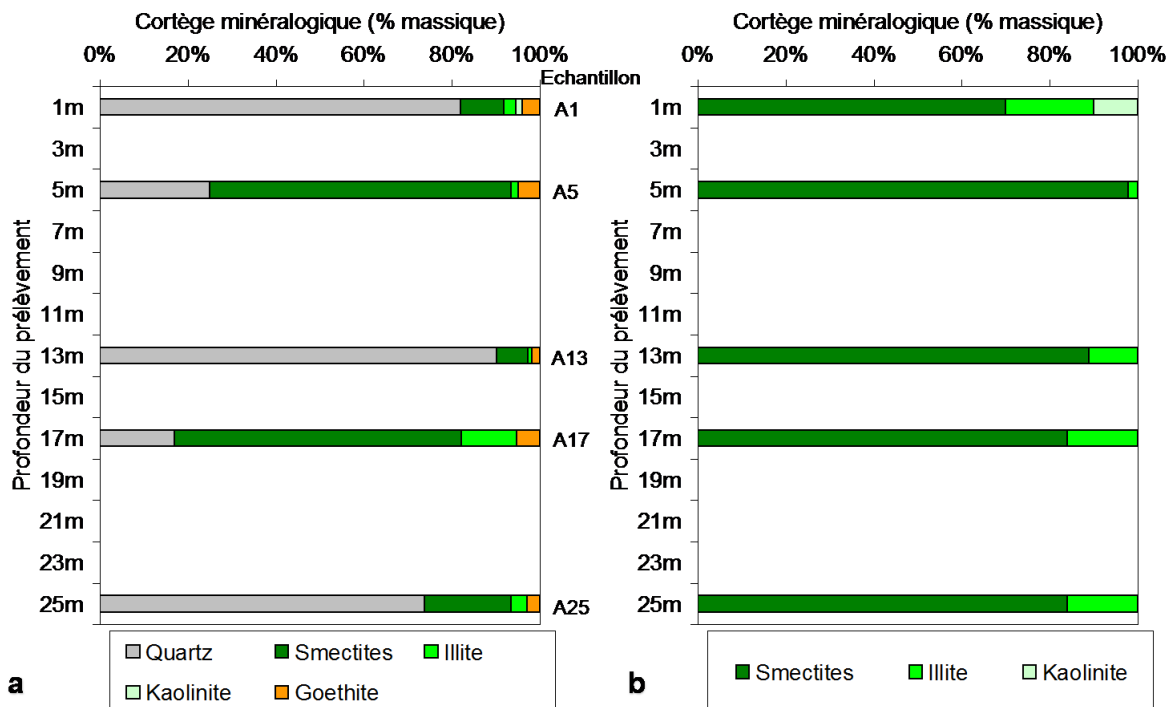 Cortège minéralogique (% massique)
0% 20% 40% 60% 80% 100%
Echantillon
Profondeur du prélèvement
1m A1
3m
5m A5
7m
9m
11m
13m A13
15m
17m A17
19m
21m
23m
25m A25
Quartz Smectites Illite
Kaolinite Goethite
a
Cortège minéralogique (% massique)
0% 20% 40% 60% 80% 100%
Profondeur du prélèvement
1m
3m
5m
7m
9m
11m
13m
15m
17m
19m
21m
23m
25m
Smectites Illite Kaolinite
b